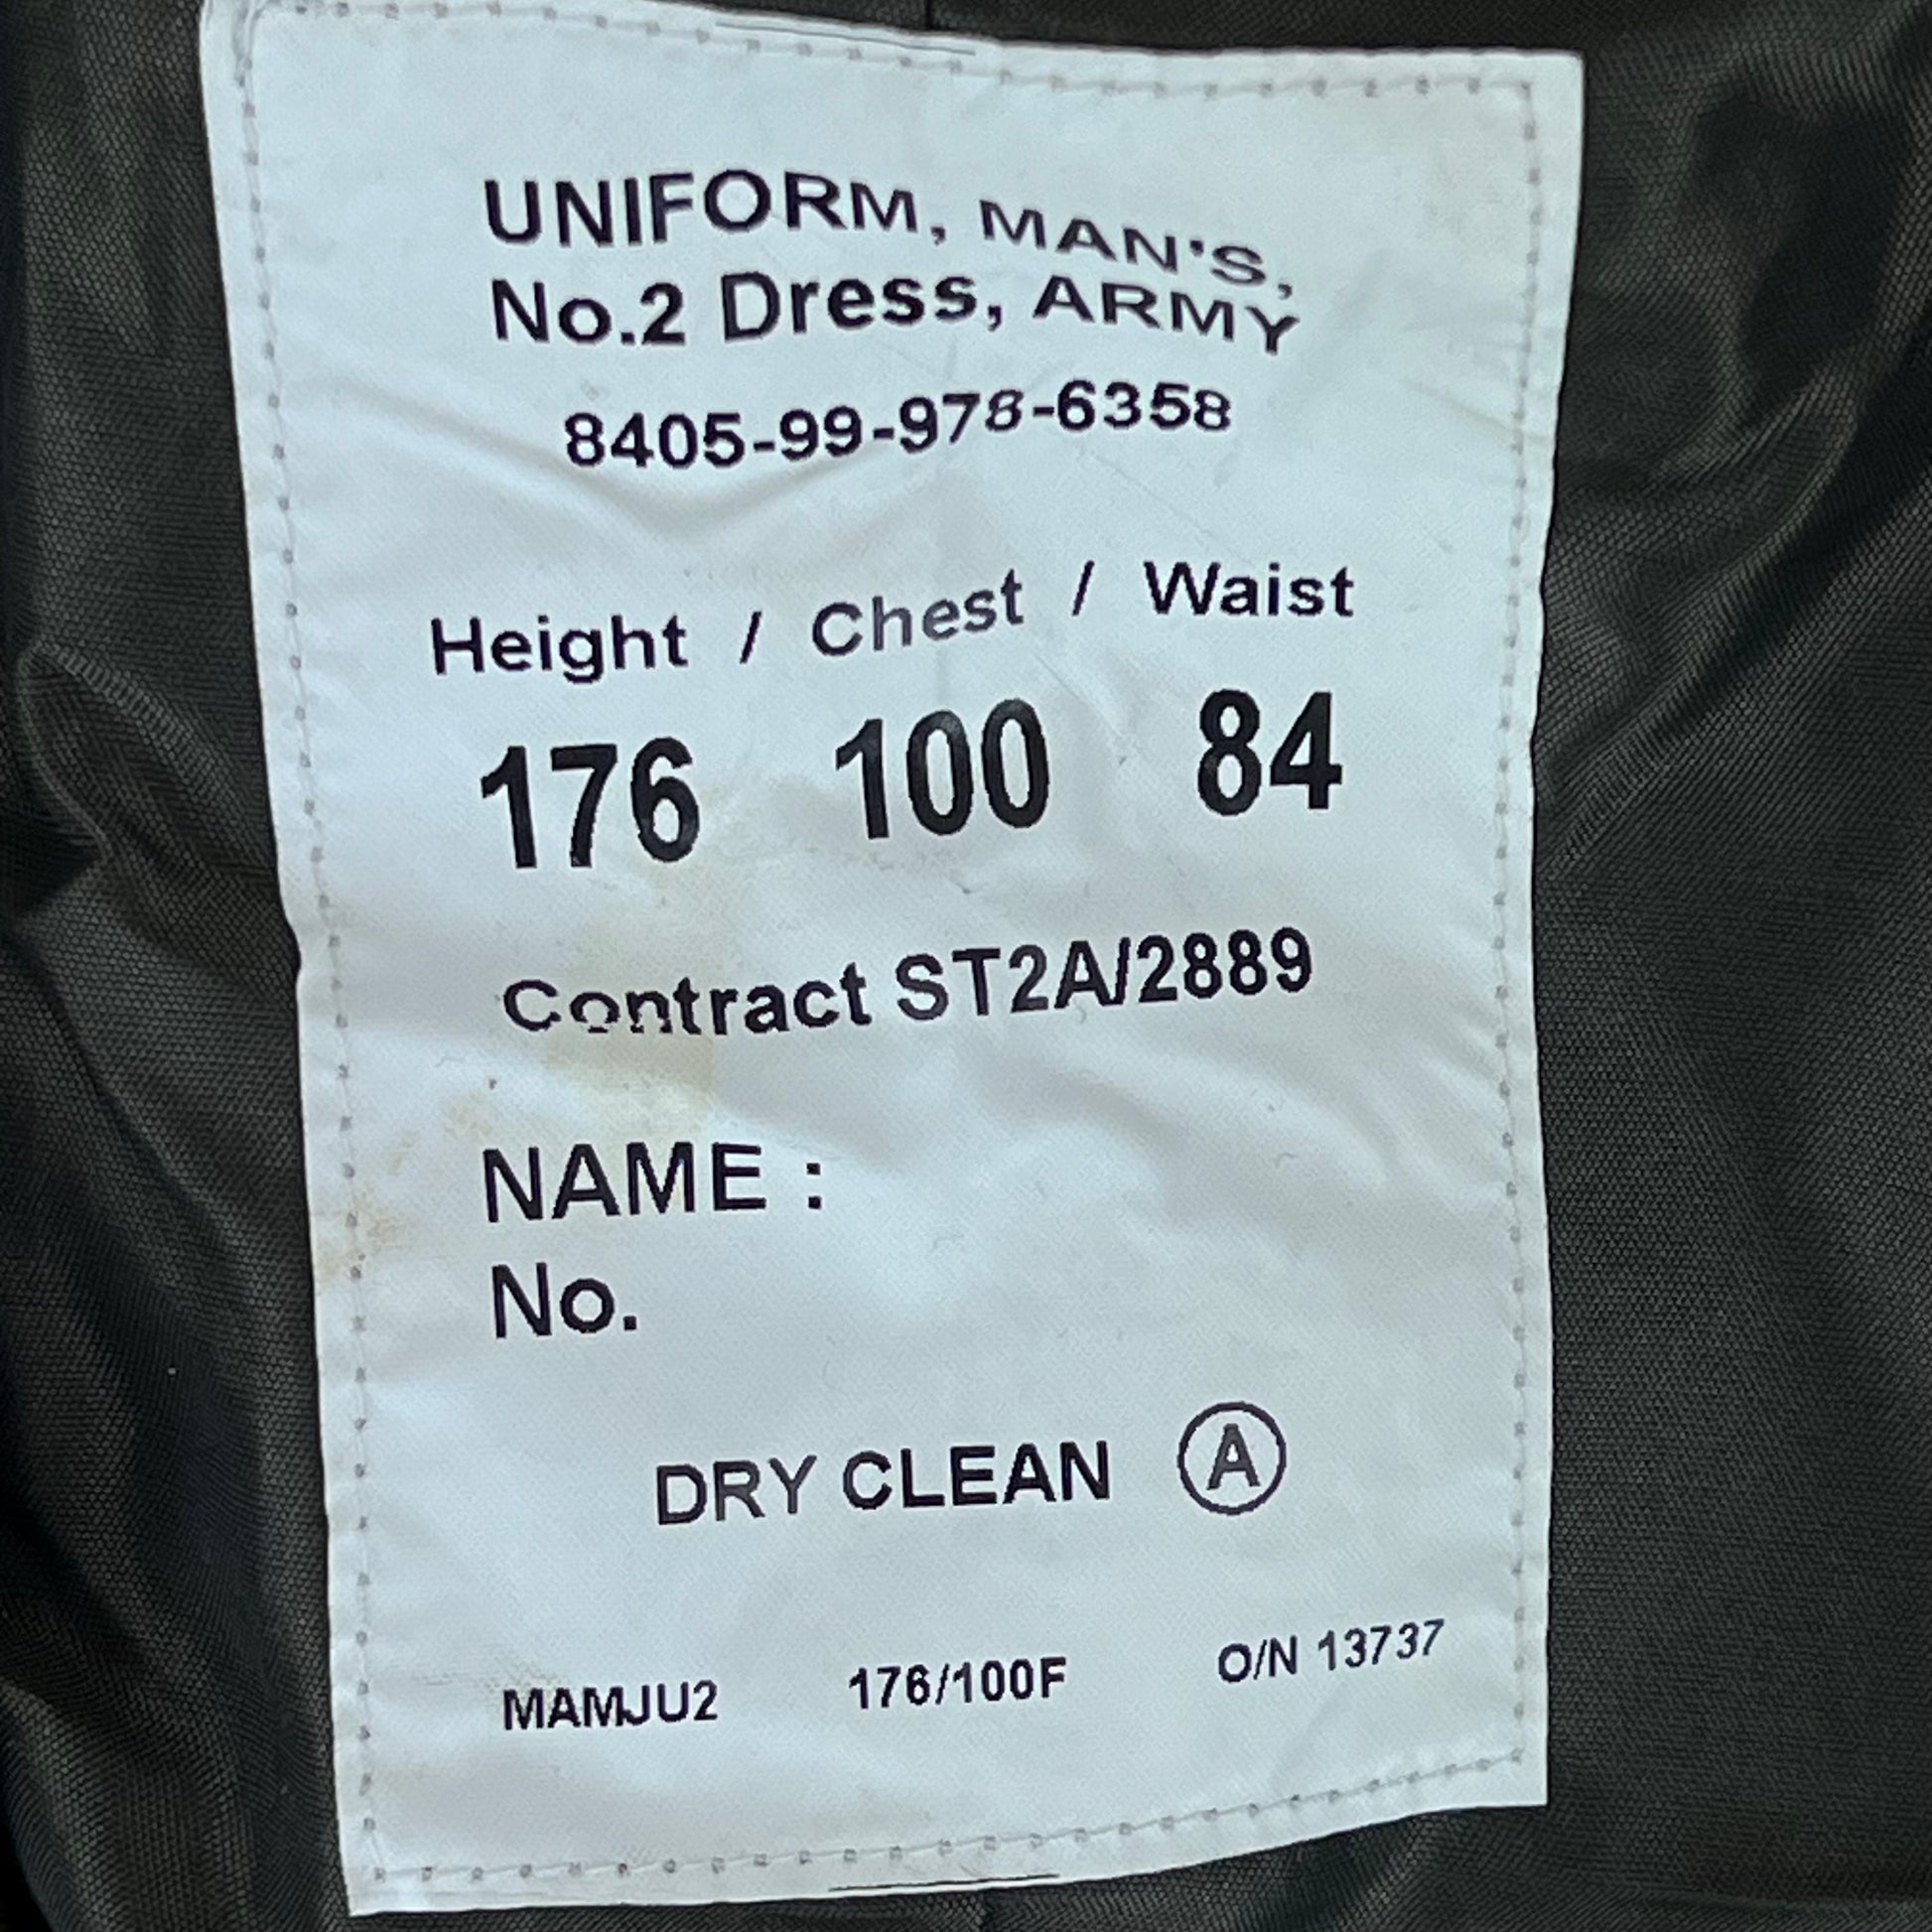 UNIFORM, MAN'S,
No.2 Dress, ARMY
8405-99-978-6358
Height / Chest / Waist
176 100 84
Contract ST2A/2889
NAME :
No.
DRY CLEAN Ⓐ
MAMJU2 176/100F O/N 13737